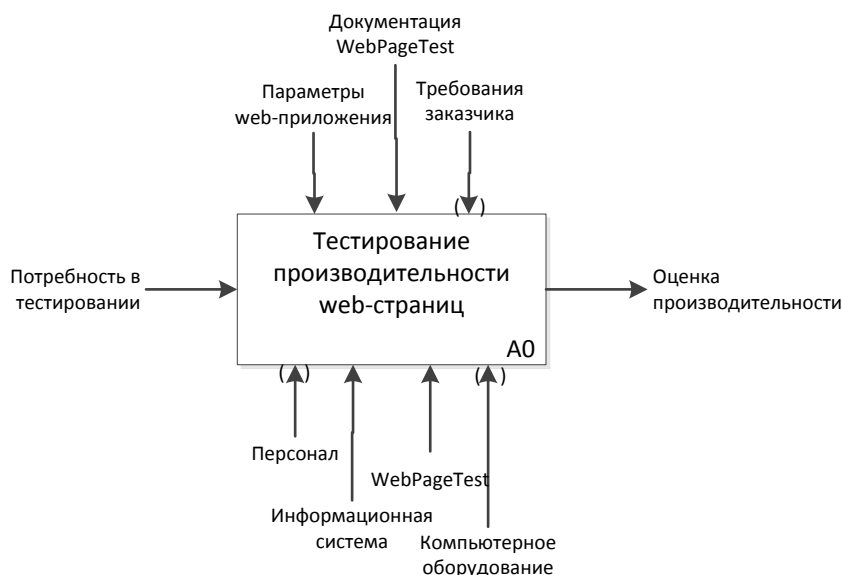 Документация
WebPageTest
Параметры
web-приложения
Требования
заказчика
( )
Тестирование
производительности
web-страниц
A0
Потребность в
тестировании
Оценка
производительности
( )
( )
Персонал
WebPageTest
Информационная
система
Компьютерное
оборудование